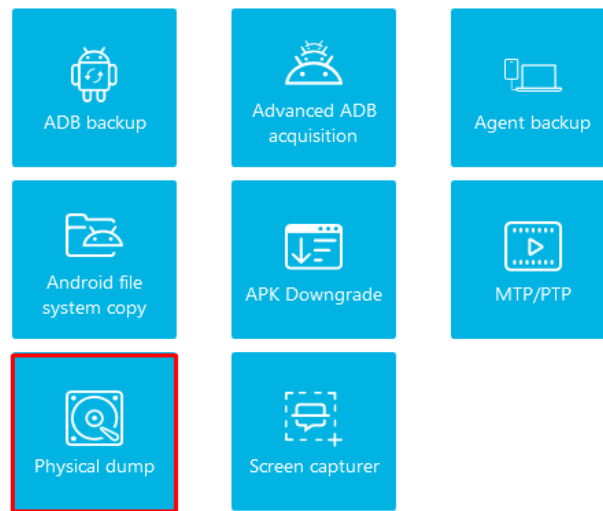 ADB backup
Advanced ADB
acquisition
Agent backup
Android file
system copy
APK Downgrade
MTP/PTP
Physical dump
Screen capturer